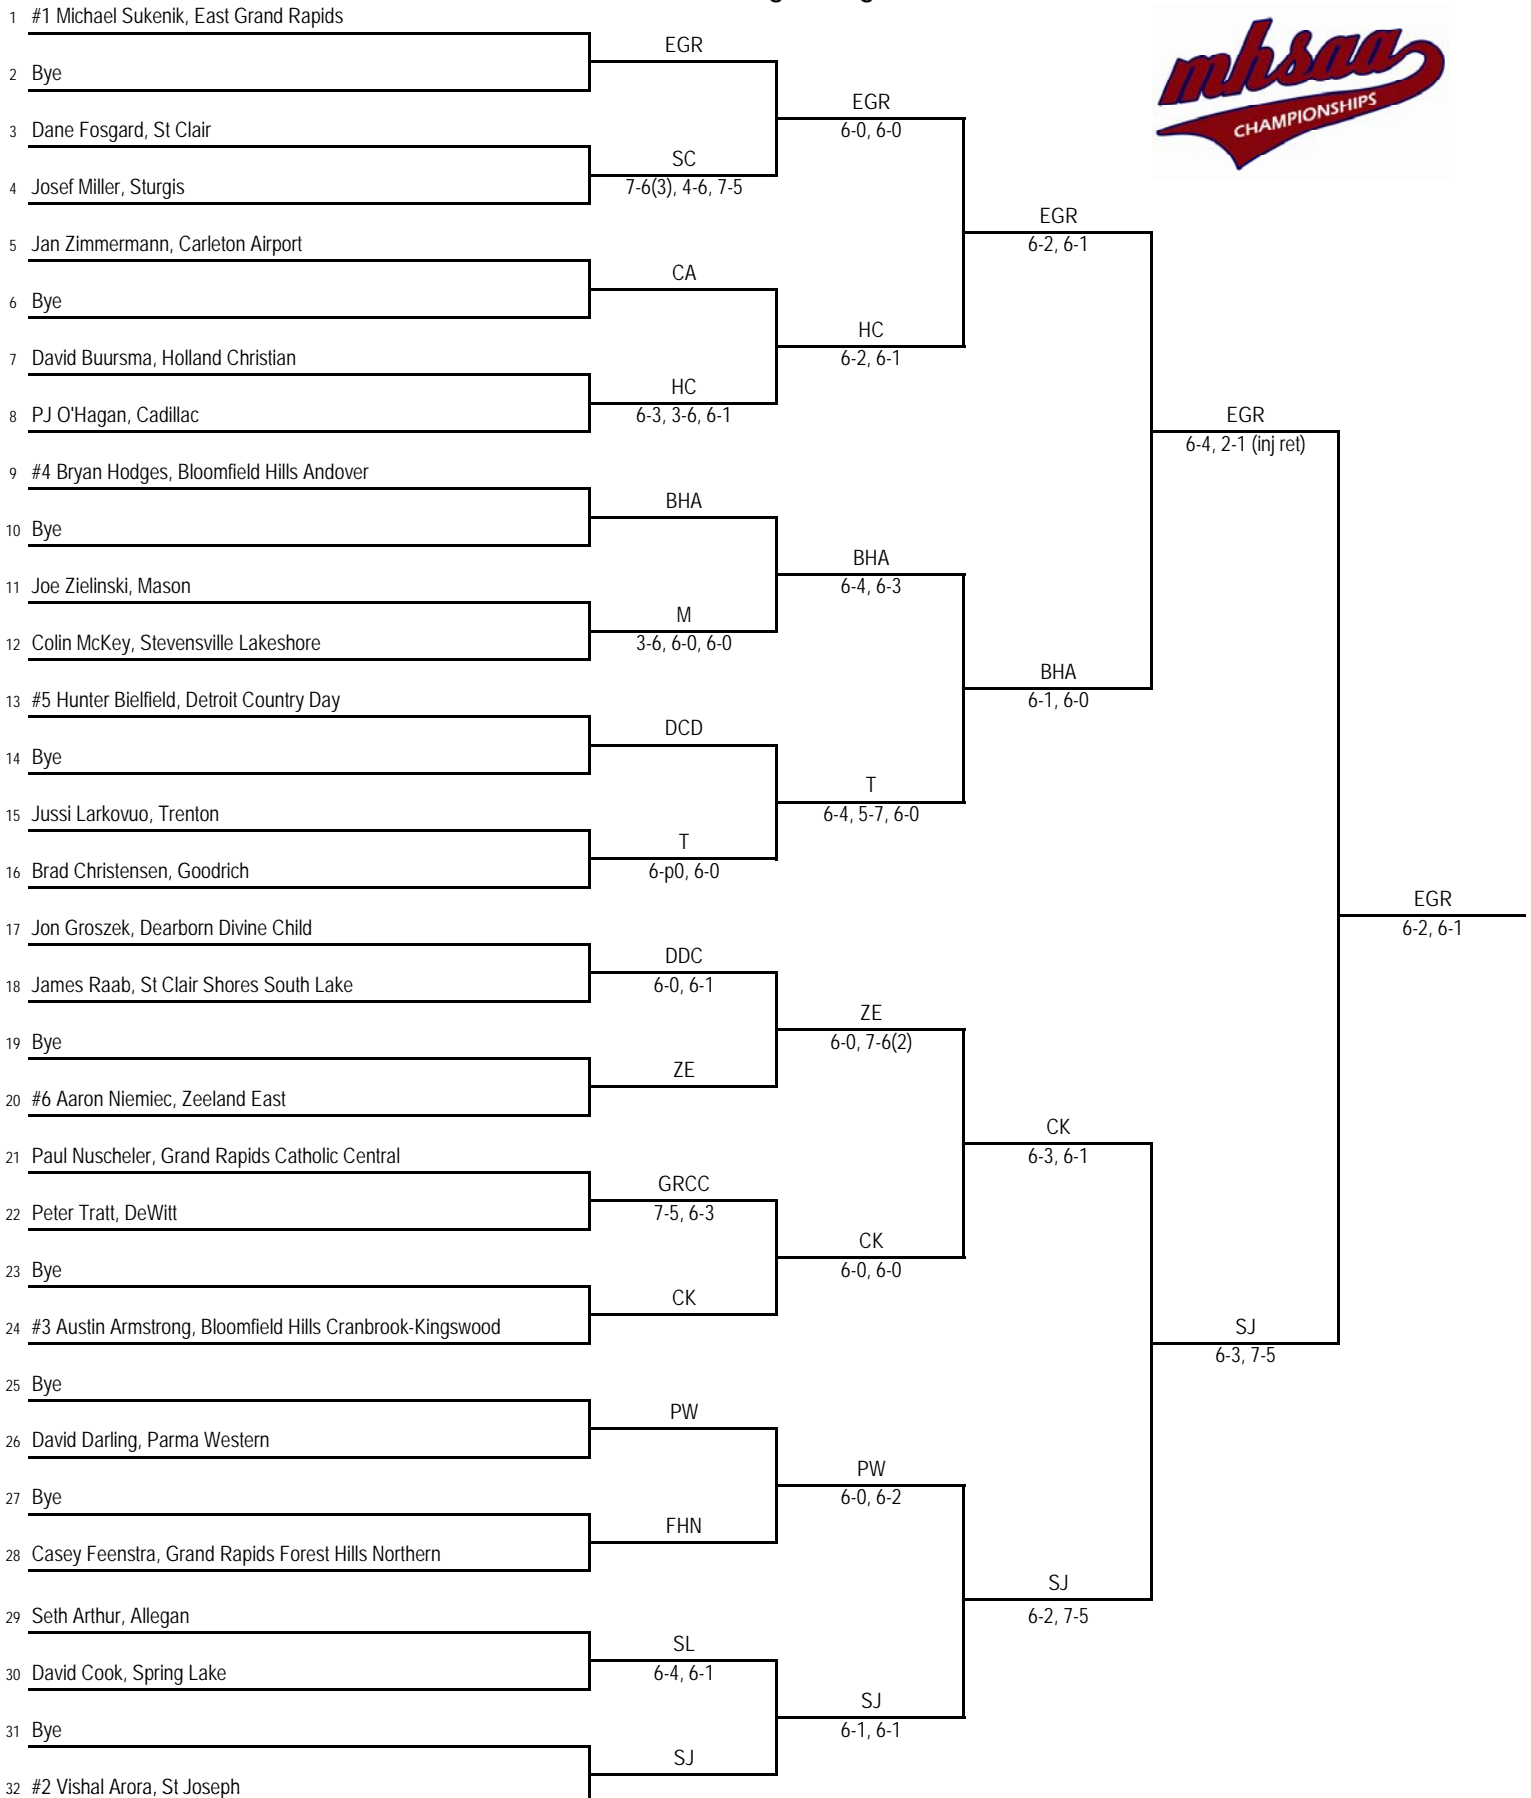 1 #1 Michael Sukenik, East Grand Rapids
EGR
2 Bye
EGR
6-0, 6-0
3 Dane Fosgard, St Clair
SC
7-6(3), 4-6, 7-5
4 Josef Miller, Sturgis
EGR
6-2, 6-1
5 Jan Zimmermann, Carleton Airport
CA
6 Bye
HC
6-2, 6-1
7 David Buursma, Holland Christian
HC
6-3, 3-6, 6-1
8 PJ O'Hagan, Cadillac
EGR
6-4, 2-1 (inj ret)
9 #4 Bryan Hodges, Bloomfield Hills Andover
BHA
10 Bye
BHA
6-4, 6-3
11 Joe Zielinski, Mason
M
3-6, 6-0, 6-0
12 Colin McKey, Stevensville Lakeshore
BHA
6-1, 6-0
13 #5 Hunter Bielfield, Detroit Country Day
DCD
14 Bye
T
6-4, 5-7, 6-0
15 Jussi Larkovuo, Trenton
T
6-p0, 6-0
16 Brad Christensen, Goodrich
EGR
6-2, 6-1
17 Jon Groszek, Dearborn Divine Child
DDC
6-0, 6-1
18 James Raab, St Clair Shores South Lake
ZE
6-0, 7-6(2)
19 Bye
ZE
20 #6 Aaron Niemiec, Zeeland East
CK
6-3, 6-1
21 Paul Nuscheler, Grand Rapids Catholic Central
GRCC
7-5, 6-3
22 Peter Tratt, DeWitt
CK
6-0, 6-0
23 Bye
CK
24 #3 Austin Armstrong, Bloomfield Hills Cranbrook-Kingswood
SJ
6-3, 7-5
25 Bye
PW
26 David Darling, Parma Western
PW
6-0, 6-2
27 Bye
FHN
28 Casey Feenstra, Grand Rapids Forest Hills Northern
SJ
6-2, 7-5
29 Seth Arthur, Allegan
SL
6-4, 6-1
30 David Cook, Spring Lake
SJ
6-1, 6-1
31 Bye
SJ
32 #2 Vishal Arora, St Joseph
mhsaa
CHAMPIONSHIPS